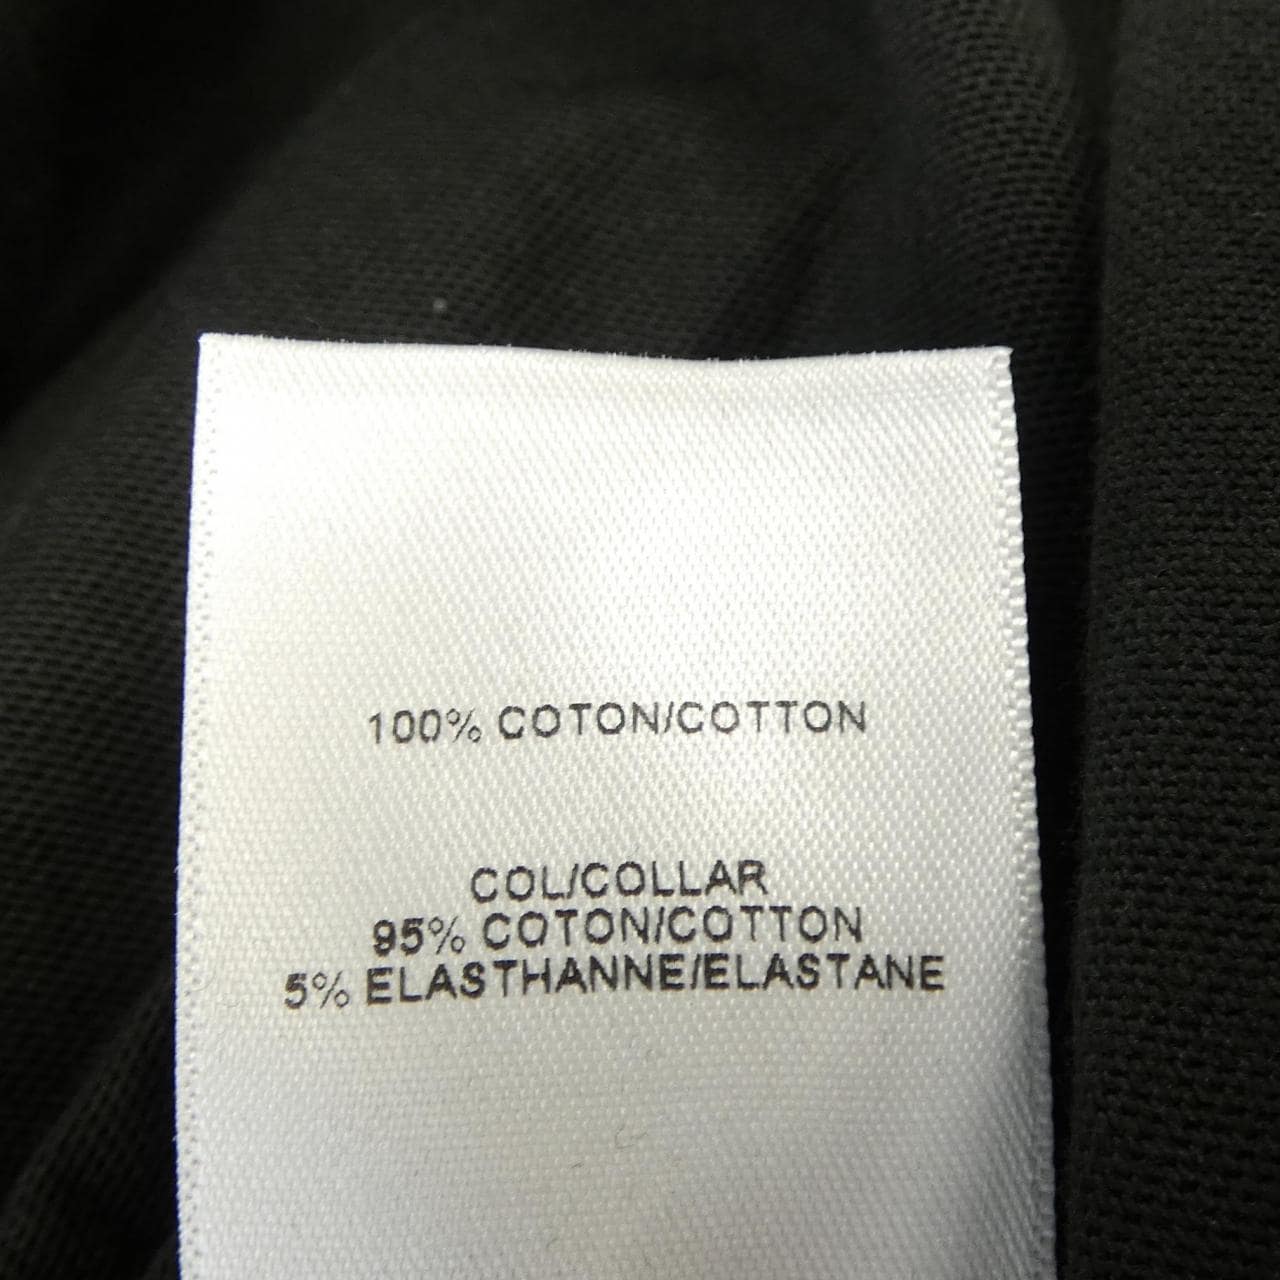 100% COTON/COTTON
COL/COLLAR
95% COTON/COTTON
5% ELASTHANNE/ELASTANE